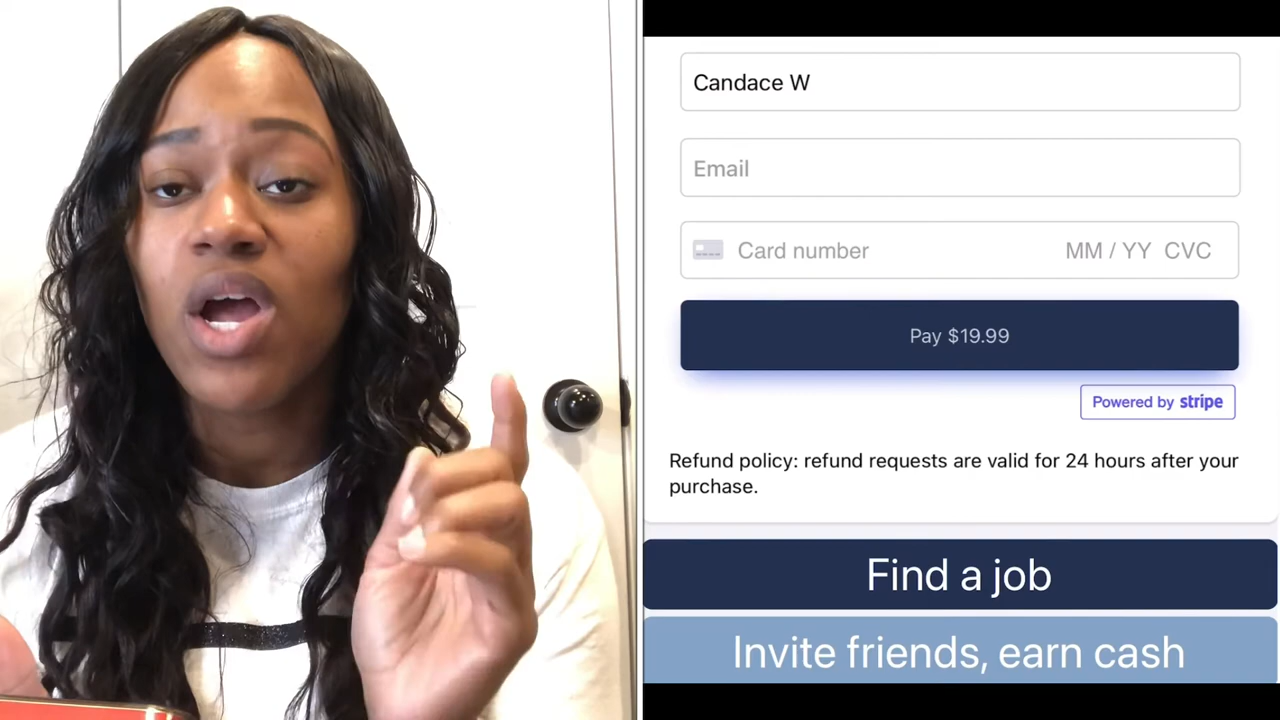 Candace W
Email
Card number MM / YY CVC
Pay $19.99
Powered by stripe
Refund policy: refund requests are valid for 24 hours after your
purchase.
Find a job
Invite friends, earn cash